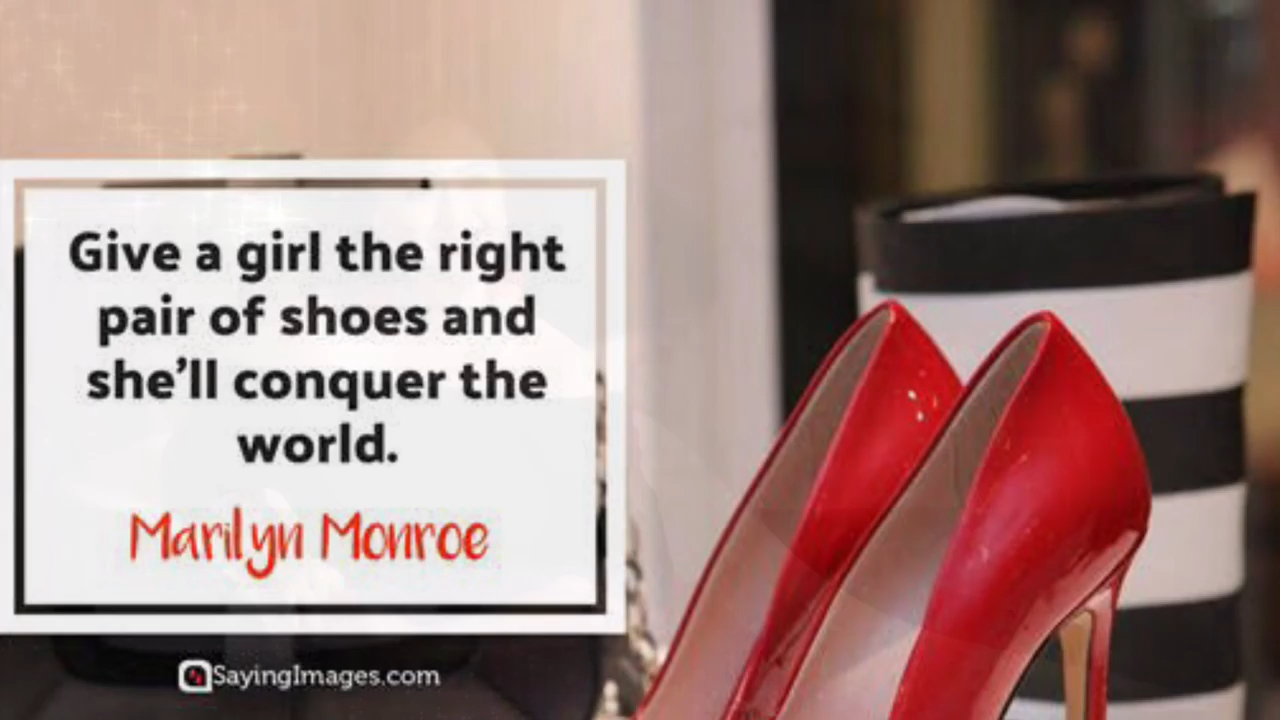 Give a girl the right
pair of shoes and
she'll conquer the
world.
Marilyn Monroe
SayingImages.com